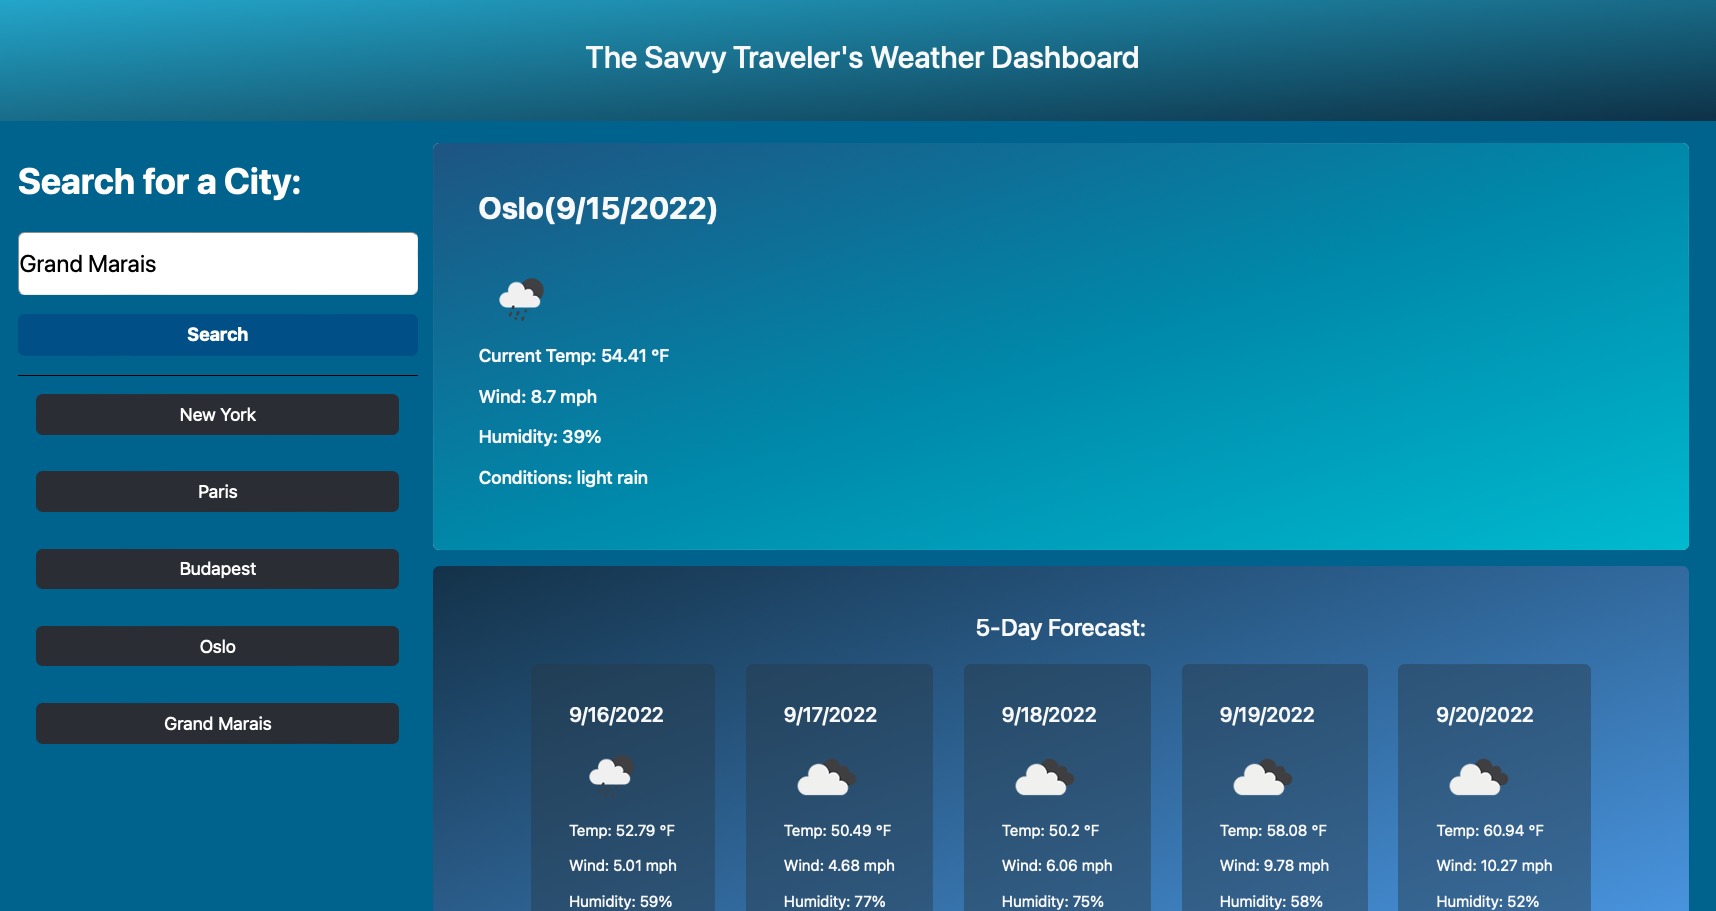 The Savvy Traveler's Weather Dashboard
Search for a City:
Grand Marais
Search
New York
Paris
Budapest
Oslo
Grand Marais
Oslo(9/15/2022)
Current Temp: 54.41 °F
Wind: 8.7 mph
Humidity: 39%
Conditions: light rain
5-Day Forecast:
9/16/2022
Temp: 52.79 °F
Wind: 5.01 mph
Humidity: 59%
9/17/2022
Temp: 50.49 °F
Wind: 4.68 mph
Humidity: 77%
9/18/2022
Temp: 50.2 °F
Wind: 6.06 mph
Humidity: 75%
9/19/2022
Temp: 58.08 °F
Wind: 9.78 mph
Humidity: 58%
9/20/2022
Temp: 60.94 °F
Wind: 10.27 mph
Humidity: 52%